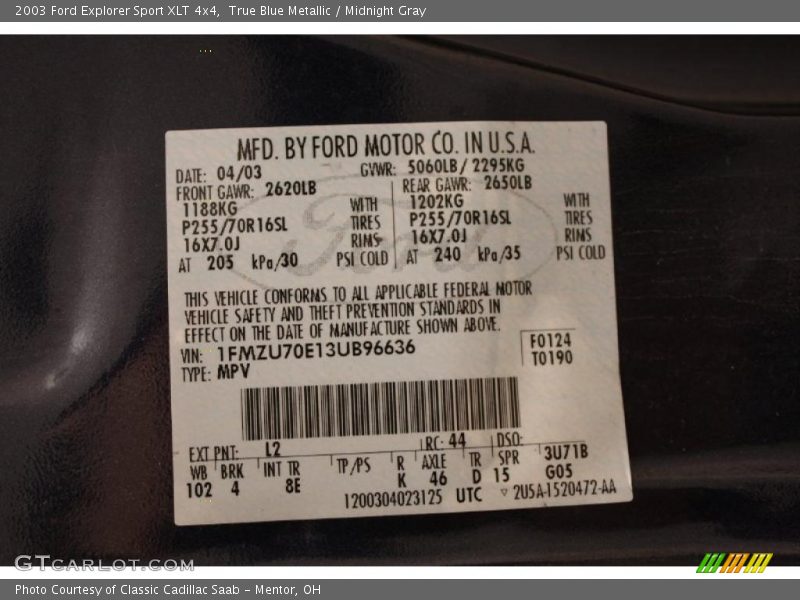 2003 Ford Explorer Sport XLT 4x4, True Blue Metallic / Midnight Gray
MFD. BY FORD MOTOR CO. IN U.S.A.
DATE: 04/03 GVWR: 5060LB/ 2295KG
FRONT GAWR: 2620LB REAR GAWR: 2650LB
1188KG WITH 1202KG WITH
P255/70R16SL TIRES P255/70R16SL TIRES
16X7.0J RIMS 16X7.0J RIMS
AT 205 kPa/30 PSI COLD AT 240 kPa/35 PSI COLD
Ford
THIS VEHICLE CONFORMS TO ALL APPLICABLE FEDERAL MOTOR
VEHICLE SAFETY AND THEFT PREVENTION STANDARDS IN
EFFECT ON THE DATE OF MANUFACTURE SHOWN ABOVE.
VIN: 1FMZU70E13UB96636 F0124
TYPE: MPV T0190
EXT PNT: L2 RC: 44 DSO:
WB BRK INT TR TP/PS R AXLE TR SPR 3U71B
102 4 8E K 46 D 15 G05
1200304023125 UTC ▽ 2U5A-1520472-AA
GTCARLOT.COM
Photo Courtesy of Classic Cadillac Saab - Mentor, OH